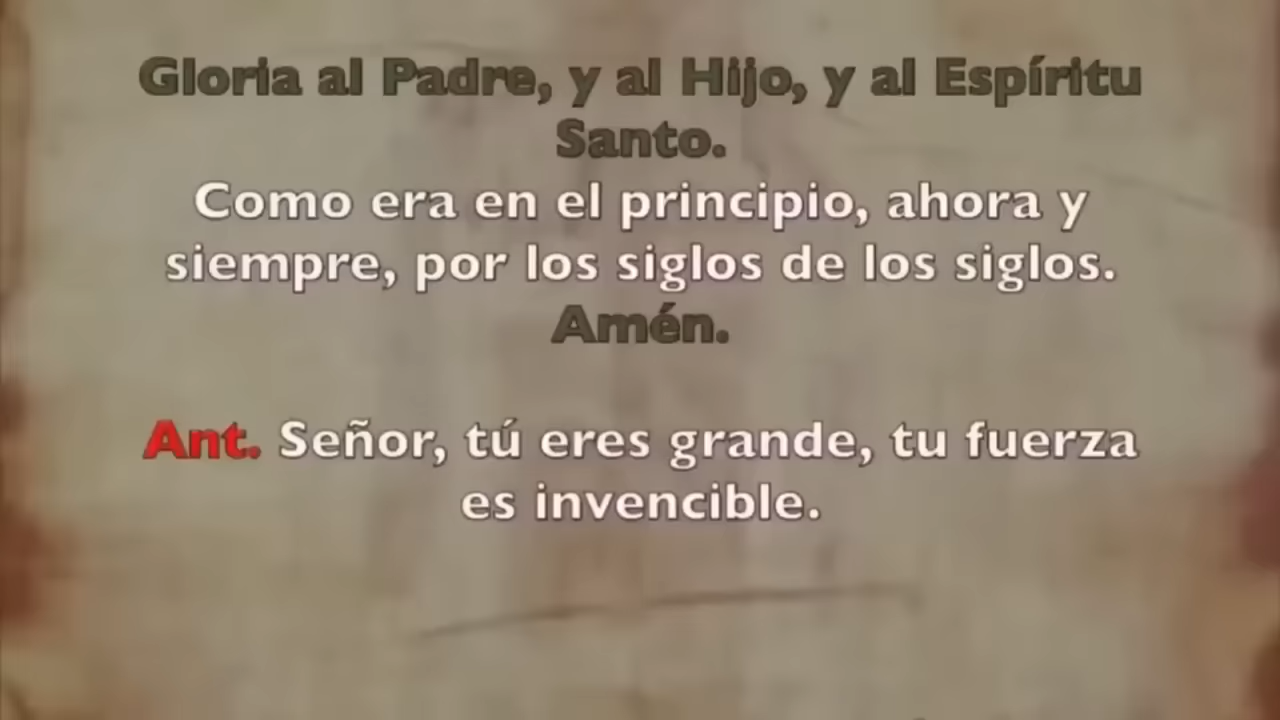 Gloria al Padre, y al Hijo, y al Espíritu
Santo.
Como era en el principio, ahora y
siempre, por los siglos de los siglos.
Amén.
Ant. Señor, tú eres grande, tu fuerza
es invencible.